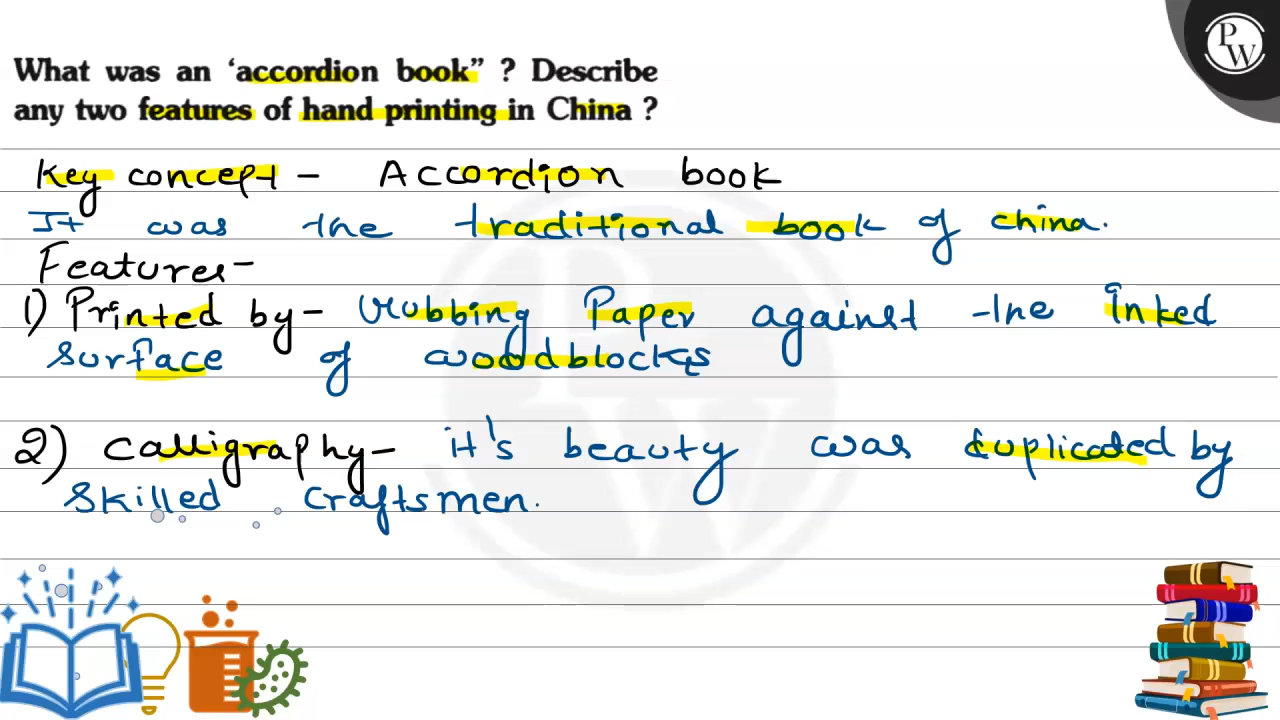 What was an ‘accordion book” ? Describe
any two features of hand printing in China ?
PW
Key concept - Accordion book
It was the traditional book of china.
Features-
1) Printed by- rubbing Paper against the inked
surface of woodblocks
2) Calligraphy- it's beauty was duplicated by
skilled craftsmen.